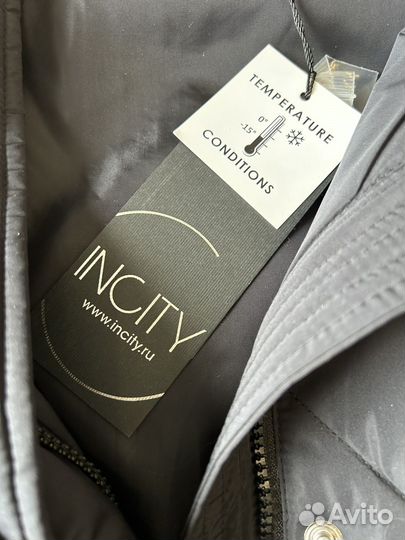 TEMPERATURE
0°
-15°
CONDITIONS
INCITY
www.incity.ru
Avito